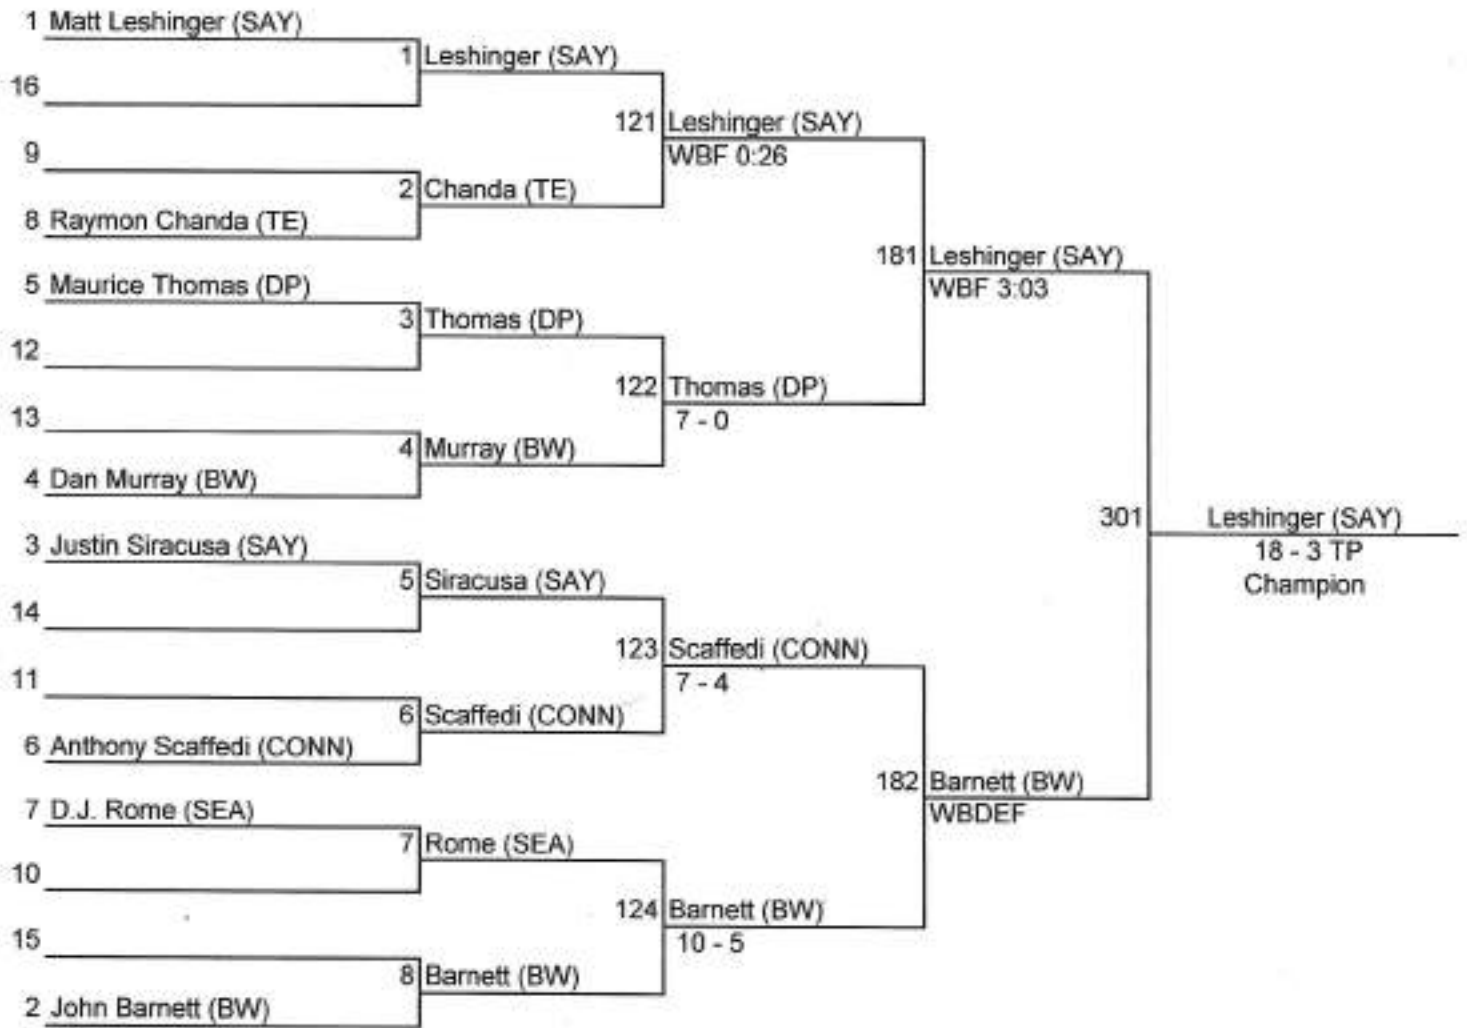 1 Matt Leshinger (SAY)
1 Leshinger (SAY)
16
121 Leshinger (SAY)
WBF 0:26
9
2 Chanda (TE)
8 Raymon Chanda (TE)
181 Leshinger (SAY)
WBF 3:03
5 Maurice Thomas (DP)
3 Thomas (DP)
12
122 Thomas (DP)
7 - 0
13
4 Murray (BW)
4 Dan Murray (BW)
301 Leshinger (SAY)
18 - 3 TP
Champion
3 Justin Siracusa (SAY)
5 Siracusa (SAY)
14
123 Scaffedi (CONN)
7 - 4
11
6 Scaffedi (CONN)
6 Anthony Scaffedi (CONN)
182 Barnett (BW)
WBDEF
7 D.J. Rome (SEA)
7 Rome (SEA)
10
124 Barnett (BW)
10 - 5
15
8 Barnett (BW)
2 John Barnett (BW)